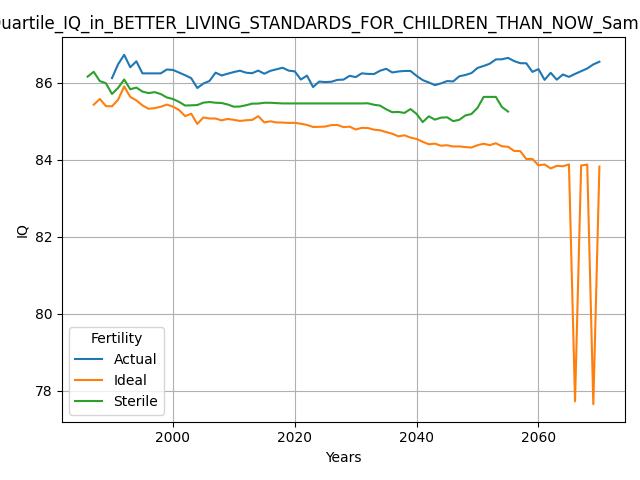 uartile_IQ_in_BETTER_LIVING_STANDARDS_FOR_CHILDREN_THAN_NOW_Sam
86
84
82
80
78
IQ
Fertility
Actual
Ideal
Sterile
2000 2020 2040 2060
Years